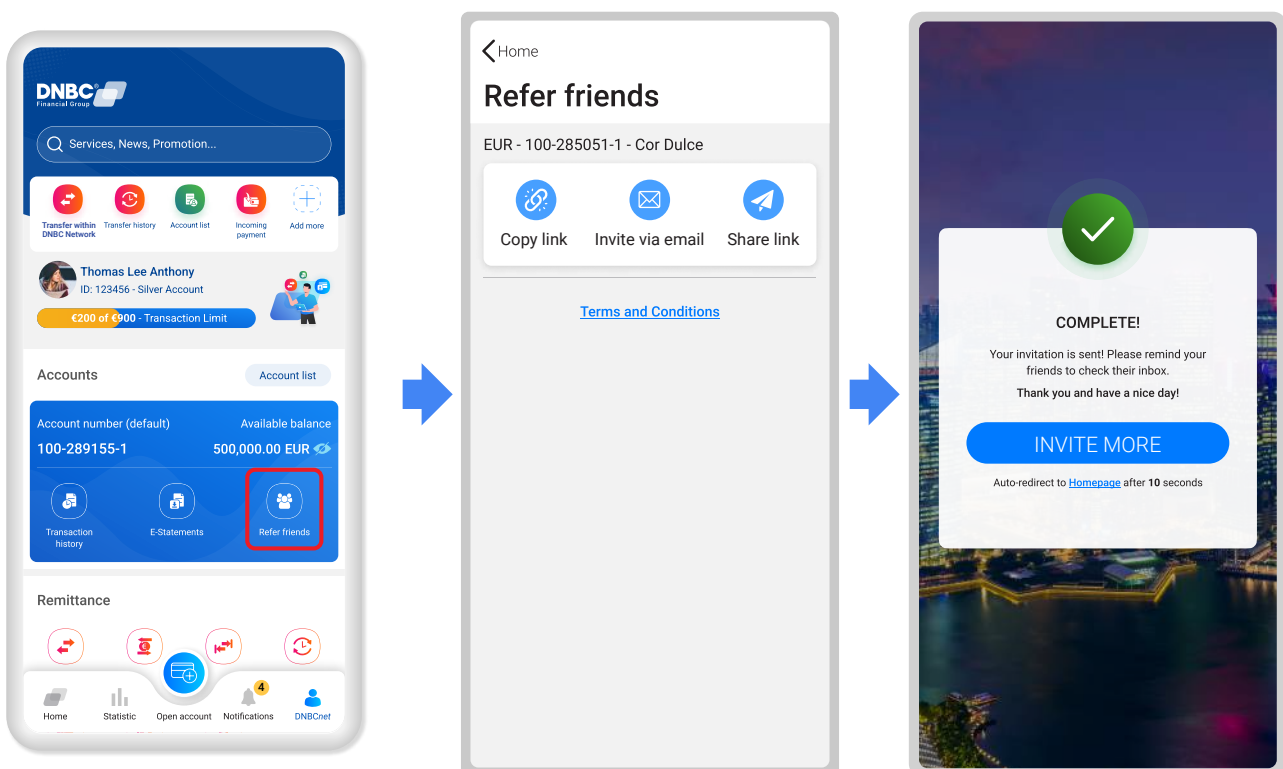 DNBC®
Financial Group
Services, News, Promotion...
Transfer within
DNBC Network
Transfer history
Account list
Incoming
payment
Add more
Thomas Lee Anthony
ID: 123456 - Silver Account
€200 of €900 - Transaction Limit
Accounts
Account list
Account number (default)
Available balance
100-289155-1
500,000.00 EUR
Transaction
history
E-Statements
Refer friends
Remittance
4
Home
Statistic
Open account
Notifications
DNBCnet
Home
Refer friends
EUR - 100-285051-1 - Cor Dulce
Copy link
Invite via email
Share link
Terms and Conditions
COMPLETE!
Your invitation is sent! Please remind your
friends to check their inbox.
Thank you and have a nice day!
INVITE MORE
Auto-redirect to Homepage after 10 seconds